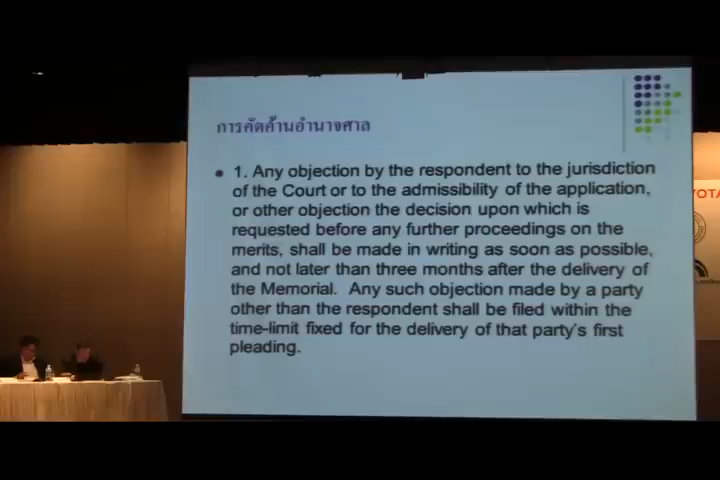 การคัดค้านอำนาจศาล
1. Any objection by the respondent to the jurisdiction
of the Court or to the admissibility of the application,
or other objection the decision upon which is
requested before any further proceedings on the
merits, shall be made in writing as soon as possible,
and not later than three months after the delivery of
the Memorial. Any such objection made by a party
other than the respondent shall be filed within the
time-limit fixed for the delivery of that party's first
pleading.